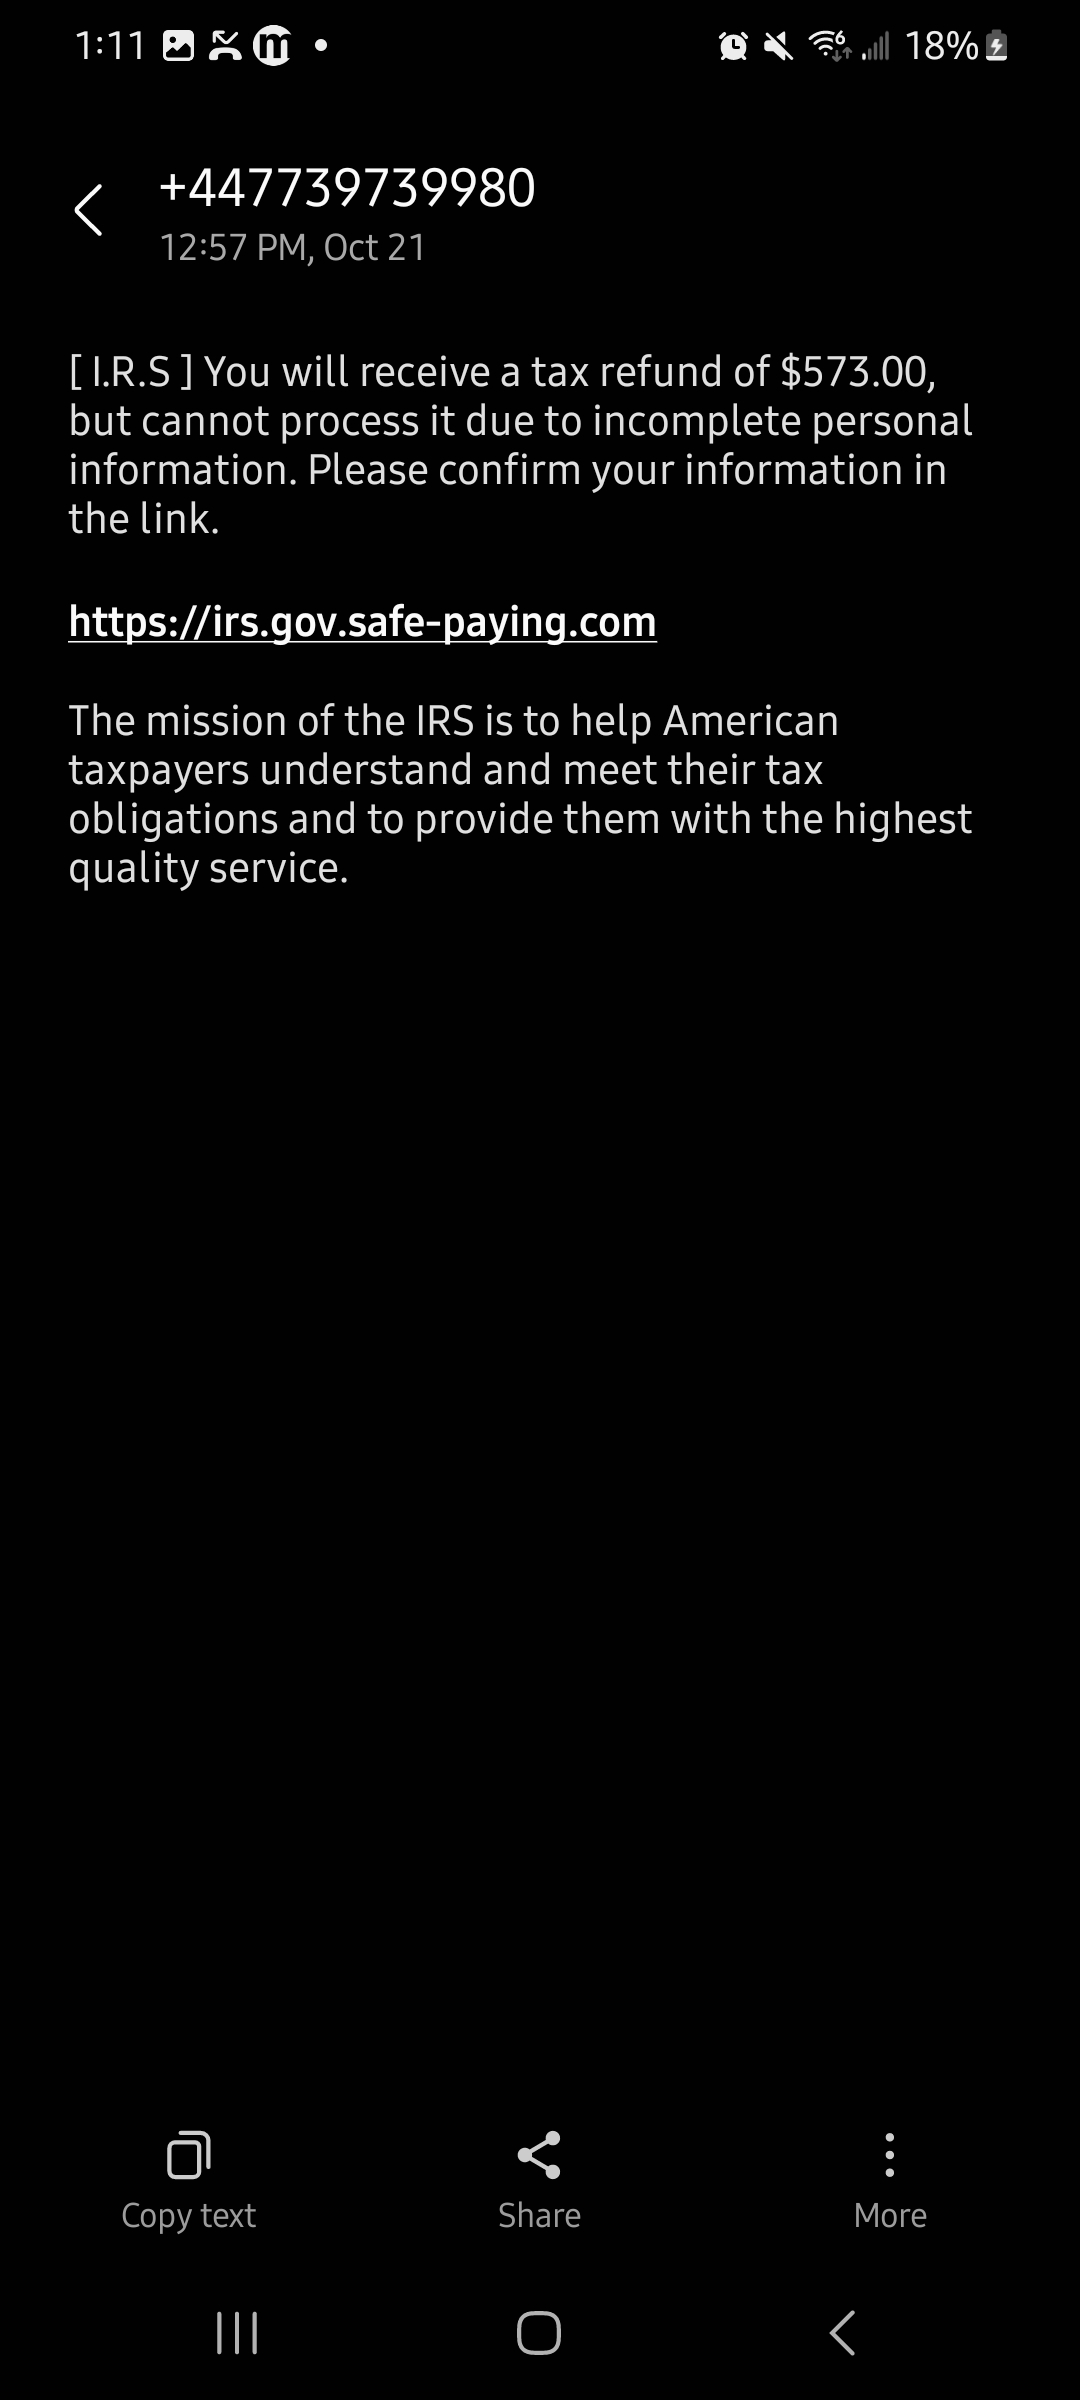 1:11
6
18%
+447739739980
12:57 PM, Oct 21
[ I.R.S ] You will receive a tax refund of $573.00,
but cannot process it due to incomplete personal
information. Please confirm your information in
the link.
https://irs.gov.safe-paying.com
The mission of the IRS is to help American
taxpayers understand and meet their tax
obligations and to provide them with the highest
quality service.
Copy text
Share
More